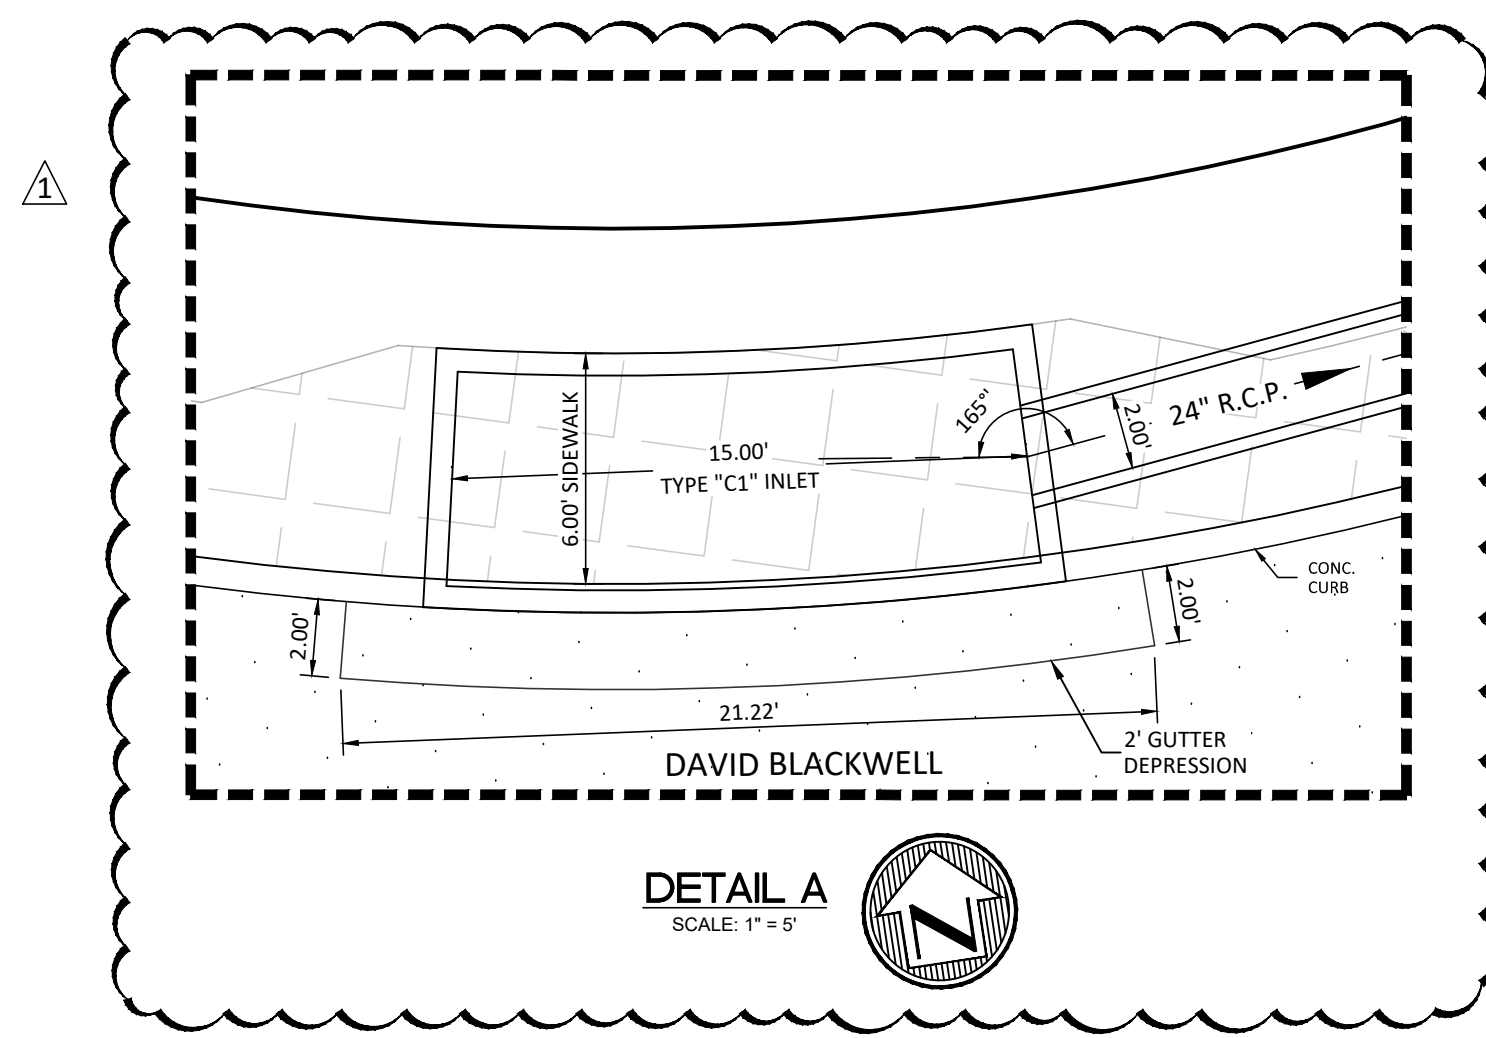 1
6.00' SIDEWALK
15.00'
TYPE "C1" INLET
165°'
2.00'
24" R.C.P.
CONC.
CURB
2.00'
2.00'
21.22'
2' GUTTER
DEPRESSION
DAVID BLACKWELL
DETAIL A
SCALE: 1" = 5'
N